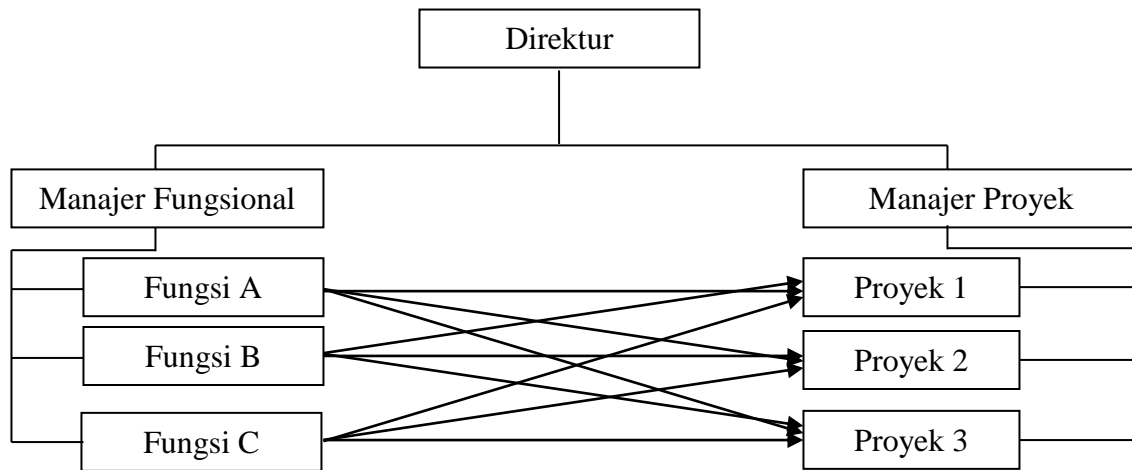 Direktur
Manajer Fungsional
Manajer Proyek
Fungsi A
Proyek 1
Fungsi B
Proyek 2
Fungsi C
Proyek 3